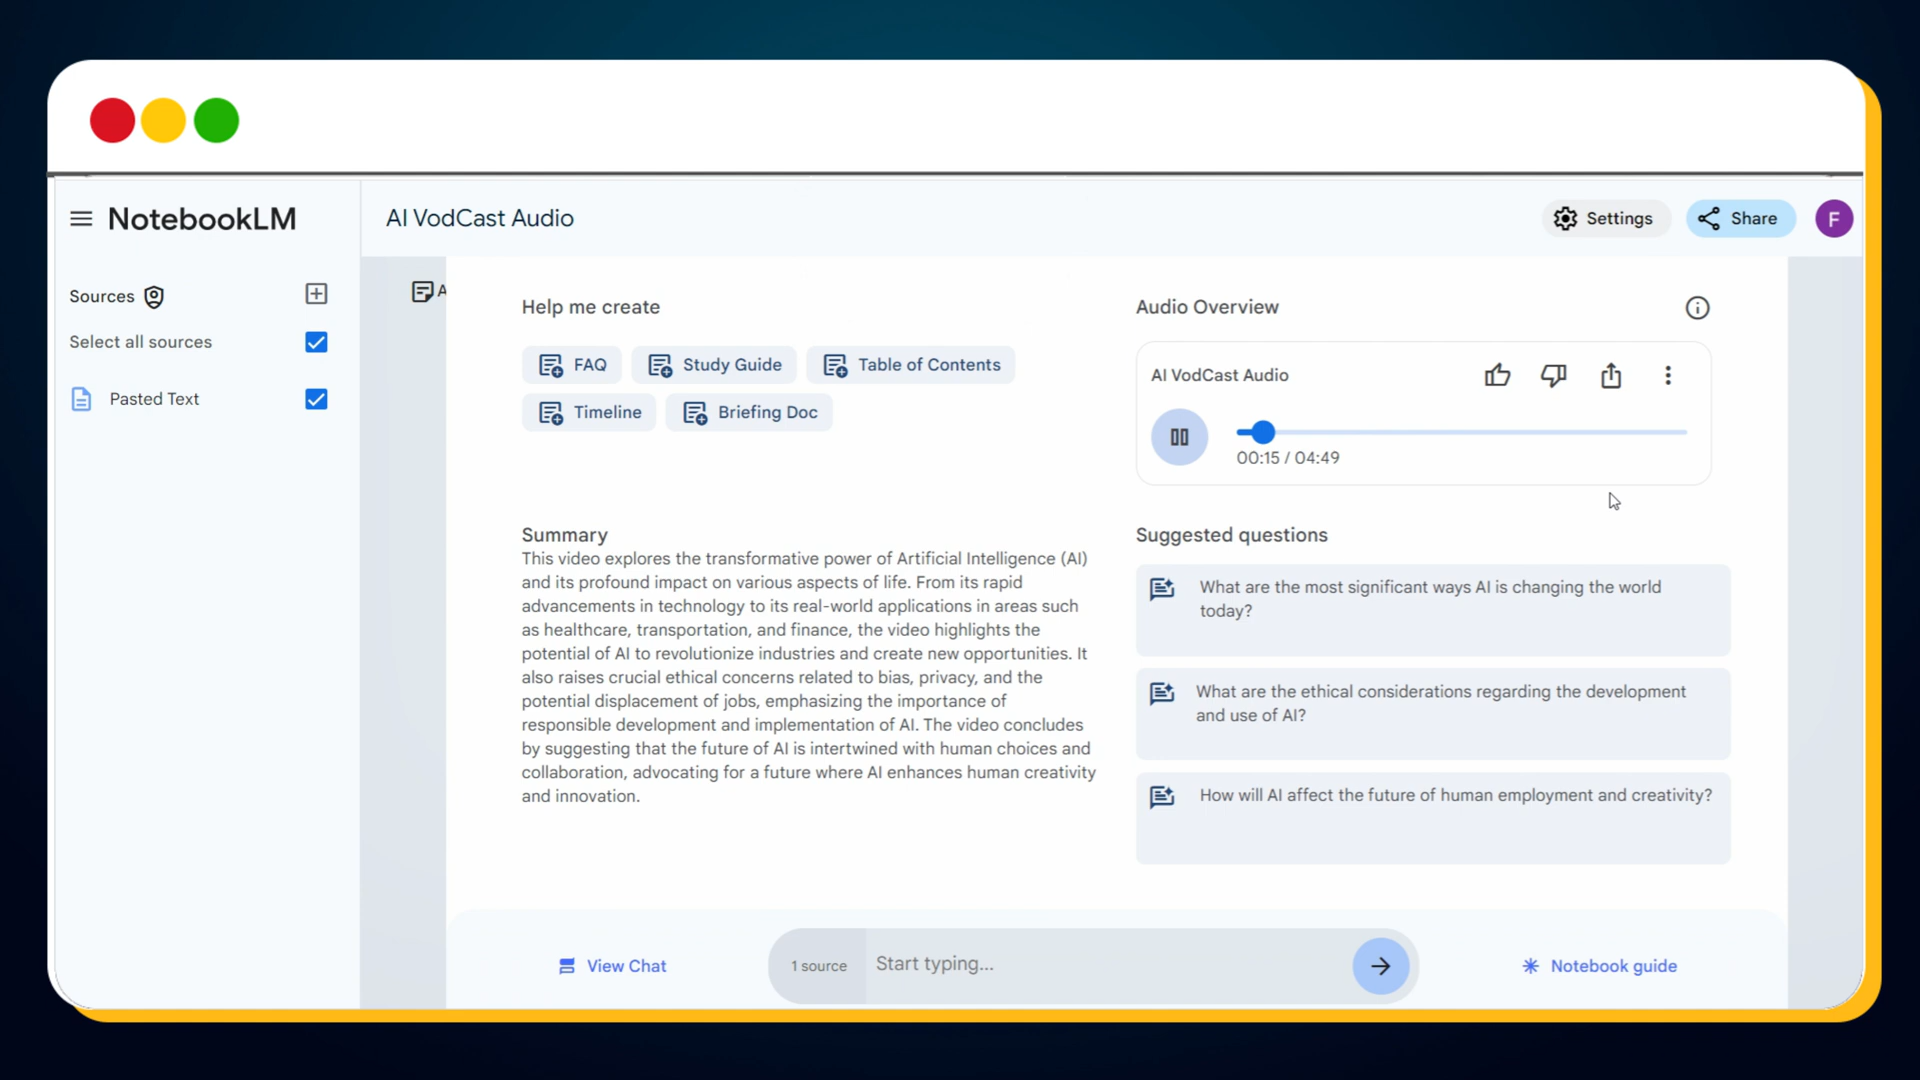 NotebookLM
AI VodCast Audio
Settings
Share
F
Sources
Select all sources
Pasted Text
A
Help me create
FAQ
Study Guide
Table of Contents
Timeline
Briefing Doc
Audio Overview
AI VodCast Audio
00:15 / 04:49
Summary
This video explores the transformative power of Artificial Intelligence (AI)
and its profound impact on various aspects of life. From its rapid
advancements in technology to its real-world applications in areas such
as healthcare, transportation, and finance, the video highlights the
potential of AI to revolutionize industries and create new opportunities. It
also raises crucial ethical concerns related to bias, privacy, and the
potential displacement of jobs, emphasizing the importance of
responsible development and implementation of AI. The video concludes
by suggesting that the future of AI is intertwined with human choices and
collaboration, advocating for a future where AI enhances human creativity
and innovation.
Suggested questions
What are the most significant ways AI is changing the world
today?
What are the ethical considerations regarding the development
and use of AI?
How will AI affect the future of human employment and creativity?
View Chat
1 source
Start typing...
Notebook guide